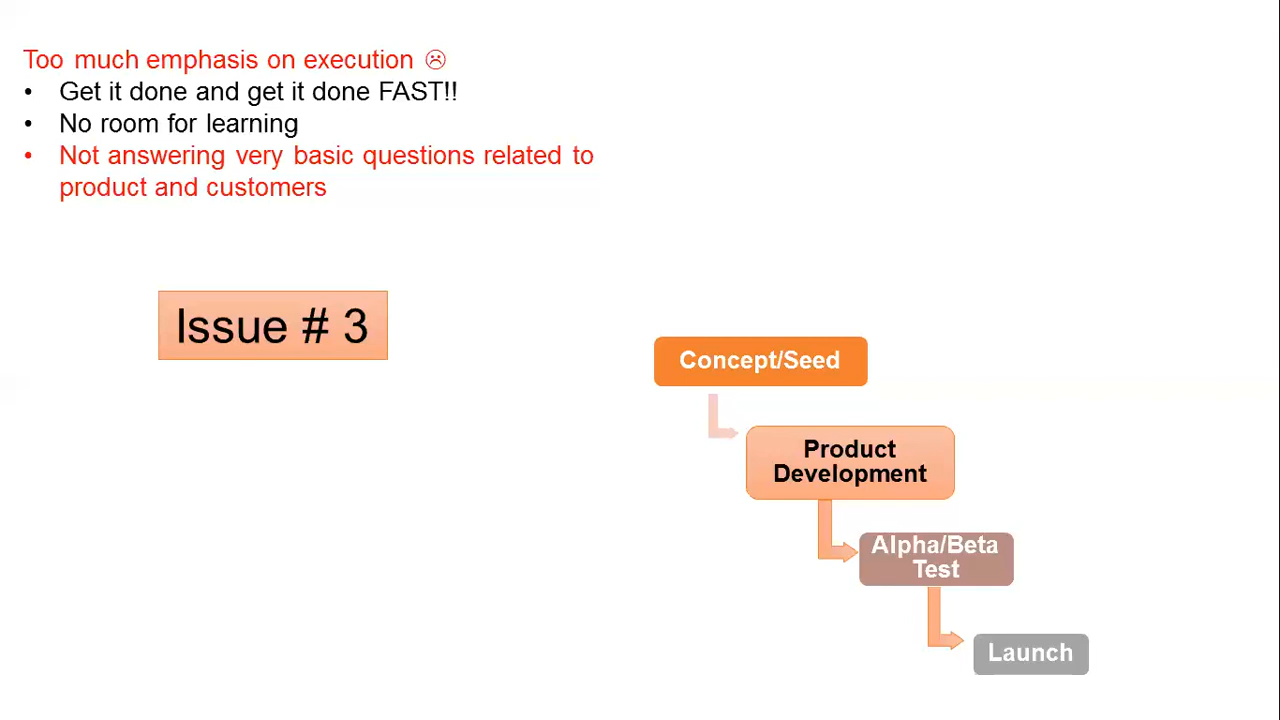 Too much emphasis on execution ☹
• Get it done and get it done FAST!!
• No room for learning
• Not answering very basic questions related to
product and customers
Issue # 3
Concept/Seed
Product
Development
Alpha/Beta
Test
Launch